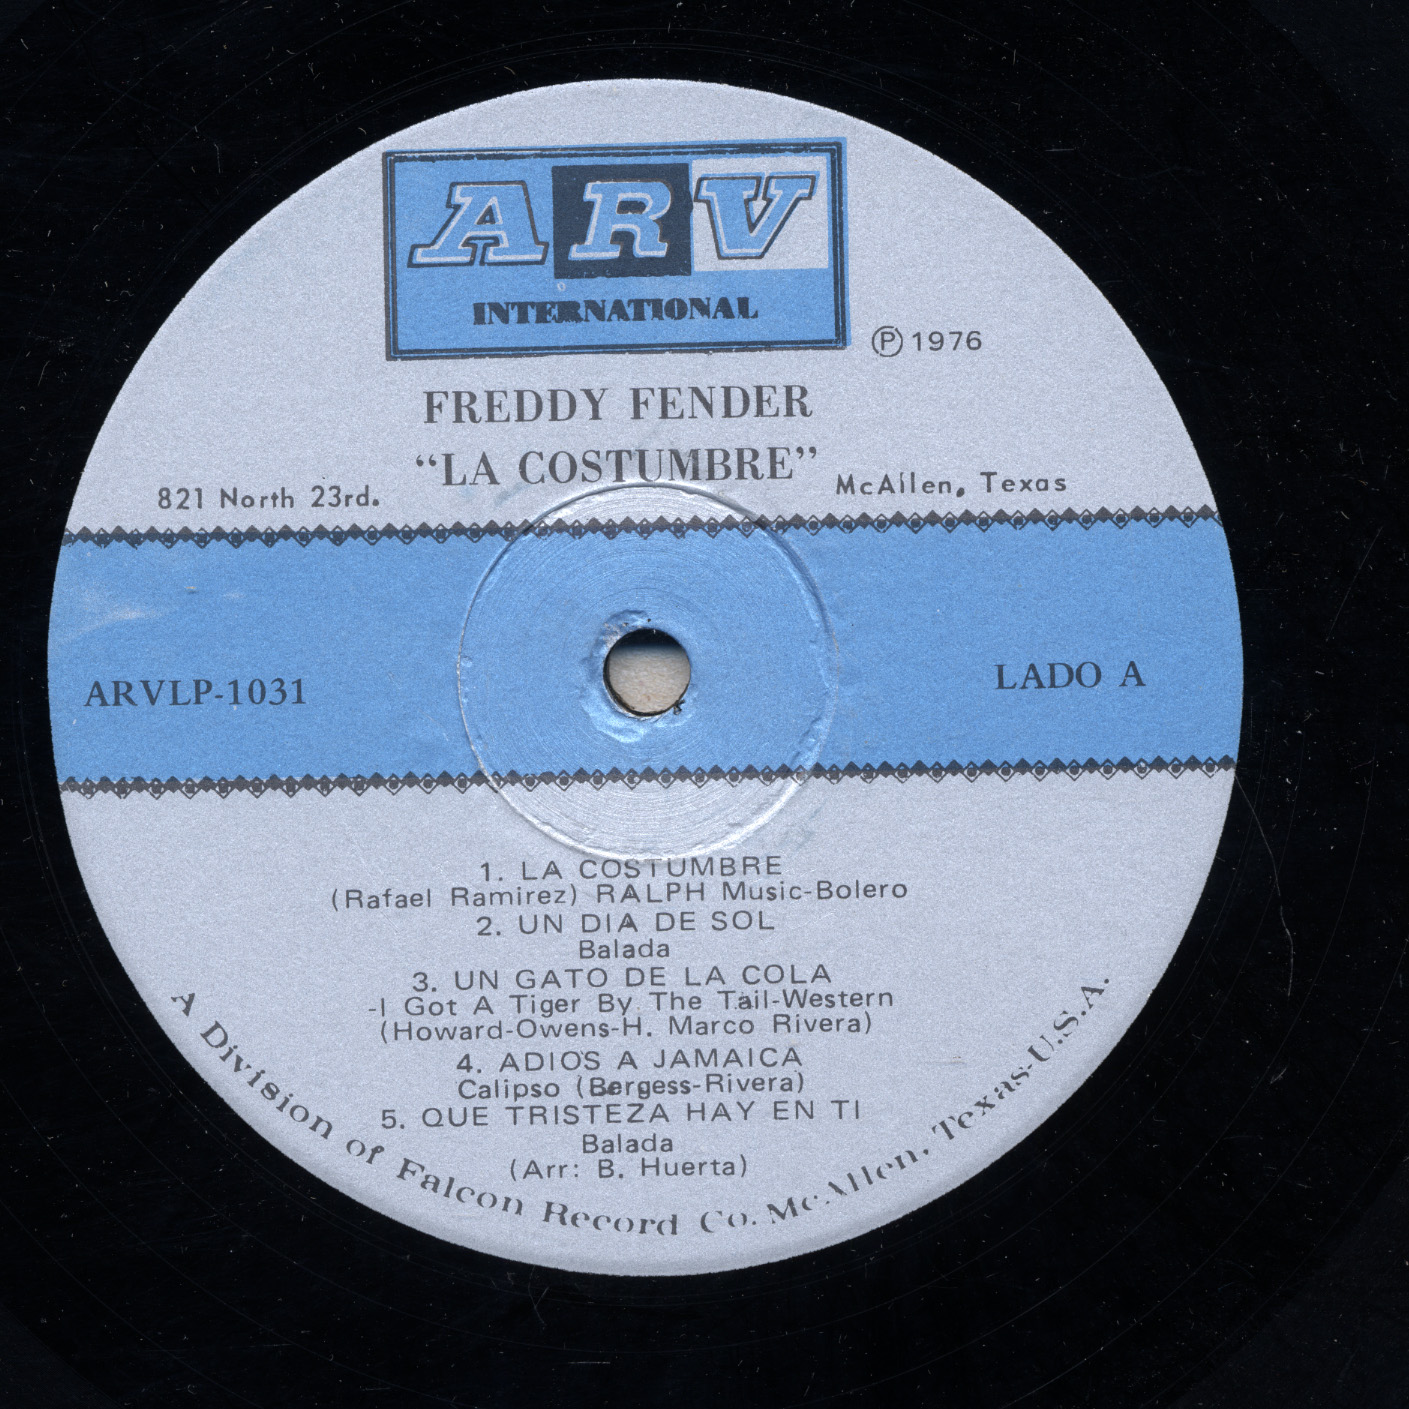 ARV
INTERNATIONAL
Ⓟ 1976
FREDDY FENDER
“LA COSTUMBRE”
821 North 23rd.
McAllen, Texas
ARVLP-1031
LADO A
1. LA COSTUMBRE
(Rafael Ramirez) RALPH Music-Bolero
2. UN DIA DE SOL
Balada
3. UN GATO DE LA COLA
-I Got A Tiger By The Tail-Western
(Howard-Owens-H. Marco Rivera)
4. ADIOS A JAMAICA
Calipso (Bergess-Rivera)
5. QUE TRISTEZA HAY EN TI
Balada
(Arr: B. Huerta)
A Division of Falcon Record Co. McAllen, Texas-U.S.A.